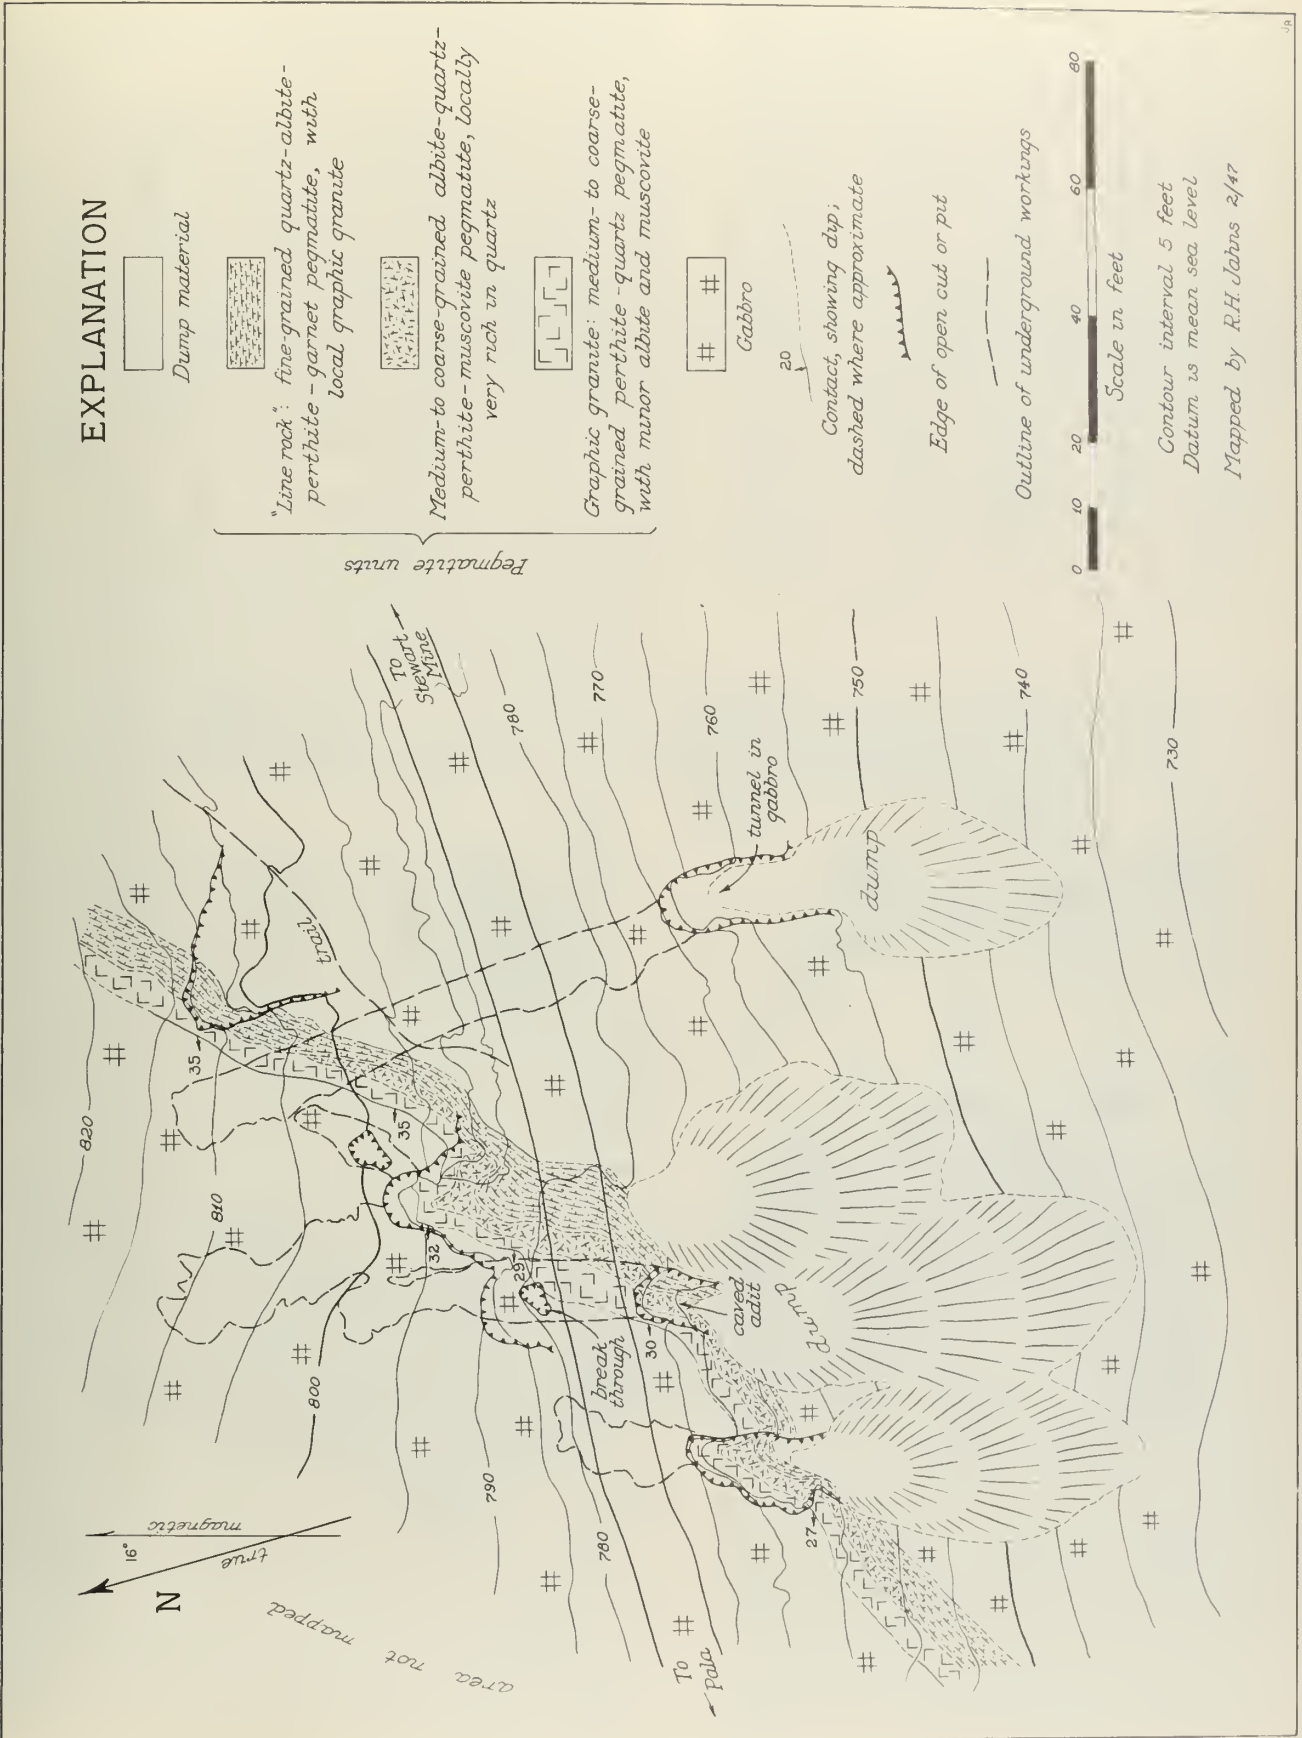 EXPLANATION
Dump material
"Line rock": fine-grained quartz-albite-
perthite-garnet pegmatite, with
local graphic granite
Medium- to coarse-grained albite-quartz-
perthite-muscovite pegmatite, locally
very rich in quartz
Graphic granite: medium- to coarse-
grained perthite-quartz pegmatite,
with minor albite and muscovite
Pegmatite units
Gabbro
20
Contact, showing dip;
dashed where approximate
Edge of open cut or pit
Outline of underground workings
0 10 20 40 60 80
Scale in feet
Contour interval 5 feet
Datum is mean sea level
Mapped by R.H. Jahns 2/47
N
16°
true
magnetic
area not mapped
820
810
800
790
780
780
770
760
750
740
730
35
35
32
29
30
27
trail
To
Stewart
Mine
To
Pala
break
through
caved
adit
tunnel in
gabbro
dump
dump